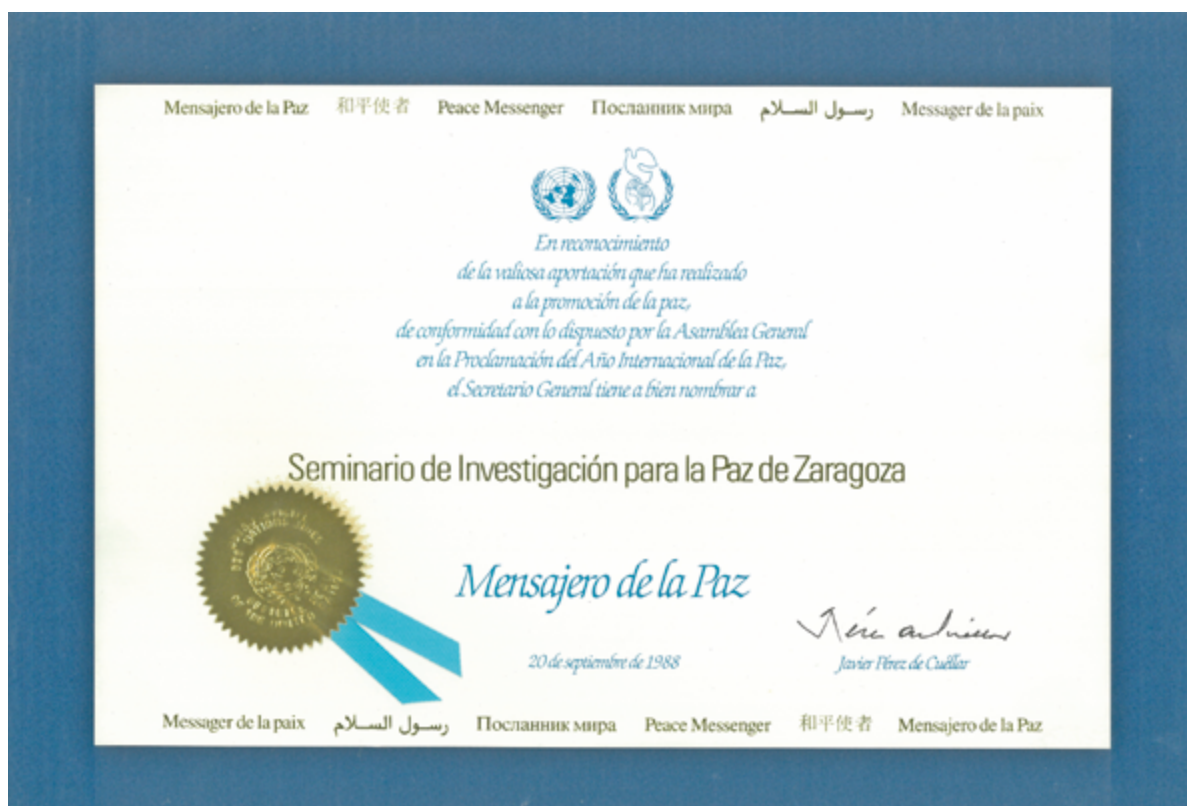 Mensajero de la Paz 和平使者 Peace Messenger Посланник мира رسول السلام Messager de la paix
En reconocimiento
de la valiosa aportación que ha realizado
a la promoción de la paz,
de conformidad con lo dispuesto por la Asamblea General
en la Proclamación del Año Internacional de la Paz,
el Secretario General tiene a bien nombrar a
Seminario de Investigación para la Paz de Zaragoza
Mensajero de la Paz
20 de septiembre de 1988
Javier Pérez de Cuéllar
Messager de la paix رسول السلام Посланник мира Peace Messenger 和平使者 Mensajero de la Paz